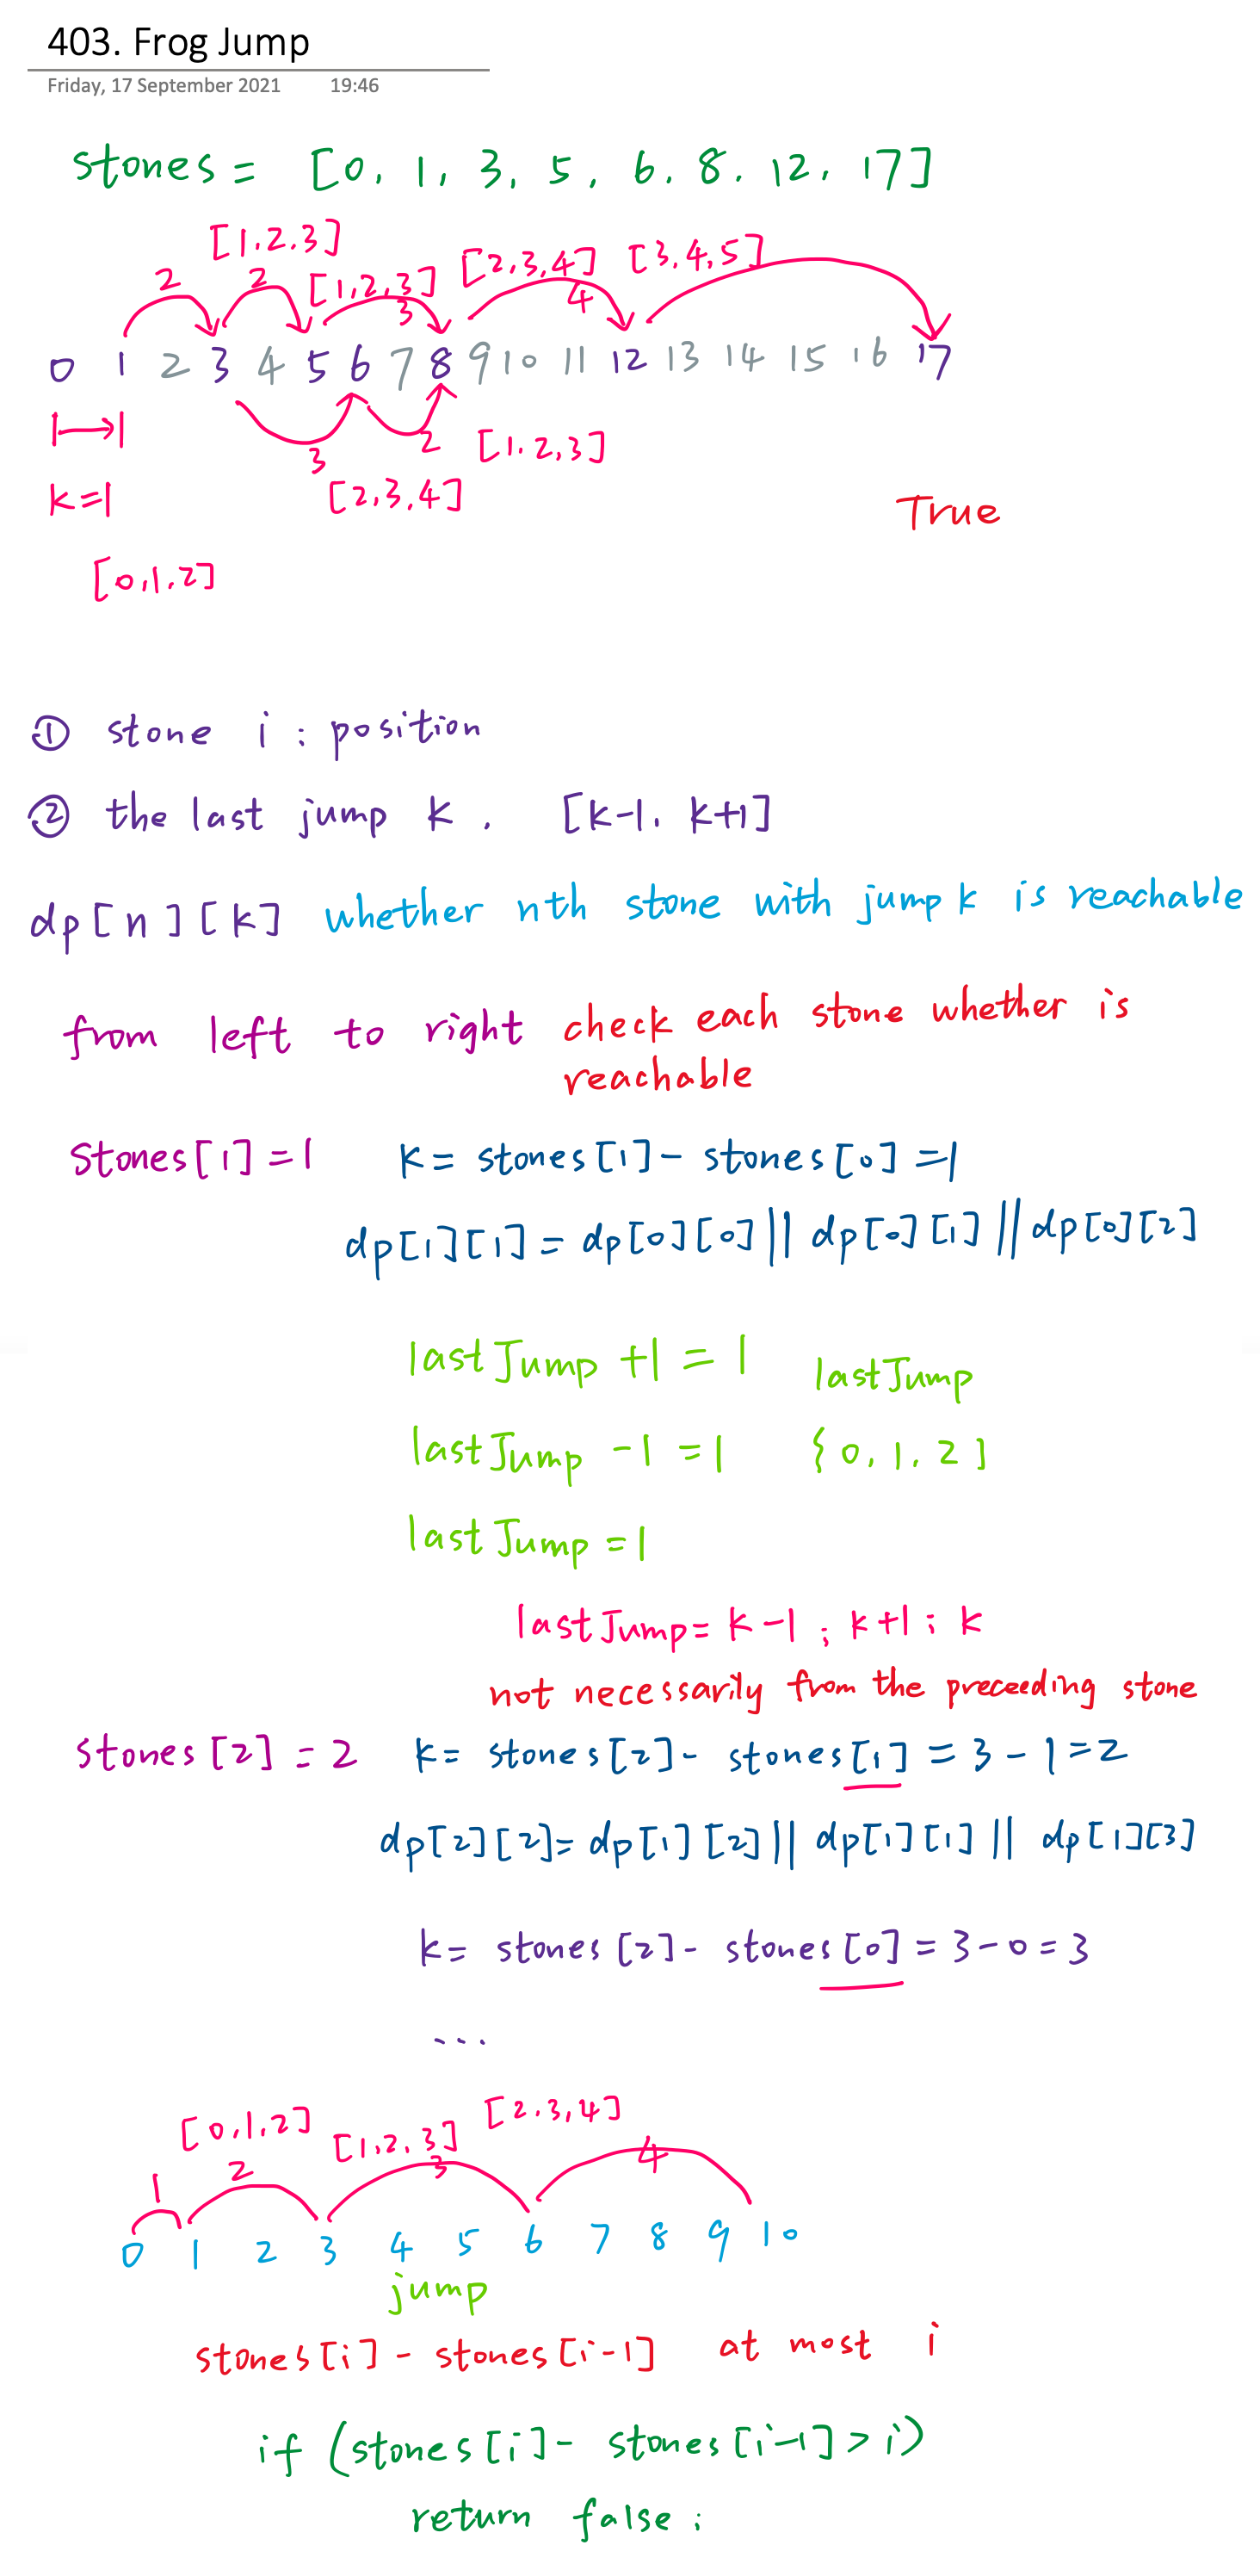 403. Frog Jump
Friday, 17 September 2021 19:46
stones = [0, 1, 3, 5, 6, 8, 12, 17]
[1,2,3]
2 2 [1,2,3] 3 [2,3,4] 4 [3,4,5]
0 1 2 3 4 5 6 7 8 9 10 11 12 13 14 15 16 17
3 2 [1,2,3]
k=1 [2,3,4]
True
[0,1,2]
① stone i : position
② the last jump k . [k-1, k+1]
dp[n][k] whether nth stone with jump k is reachable
from left to right check each stone whether is
reachable
stones[1]=1 k= stones[1]- stones[0]=1
dp[1][1]= dp[0][0]|| dp[0][1]|| dp[0][2]
lastJump +1 = 1 lastJump
lastJump -1 =1 {0, 1, 2]
lastJump =1
lastJump= k-1 ; k+1 ; k
not necessarily from the preceeding stone
stones[2] = 2 k= stones[2]- stones[1] = 3-1=2
dp[2][2]= dp[1][2]|| dp[1][1] || dp[1][3]
k= stones[2]- stones[0]=3-0=3
...
[0,1,2] [1,2,3] [2,3,4]
1 2 3 4
0 1 2 3 4 5 6 7 8 9 10
jump
stones[i] - stones[i-1] at most i
if (stones[i]- stones[i-1]>i)
return false;